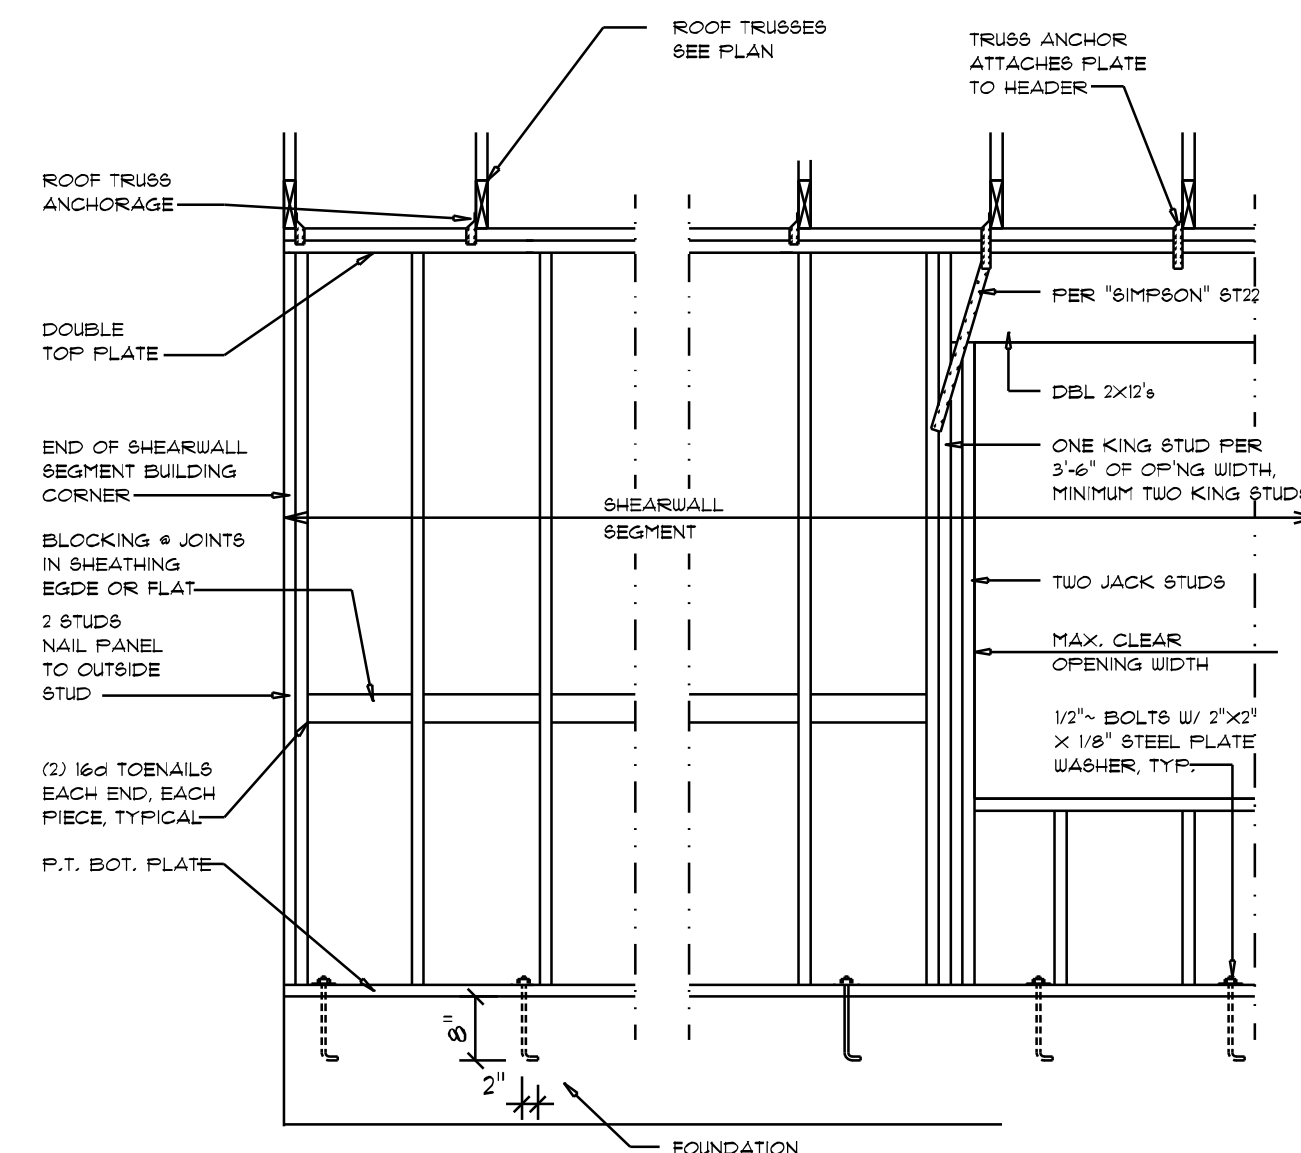 ROOF TRUSSES
SEE PLAN
TRUSS ANCHOR
ATTACHES PLATE
TO HEADER
ROOF TRUSS
ANCHORAGE
PER "SIMPSON" ST22
DOUBLE
TOP PLATE
DBL 2X12's
END OF SHEARWALL
SEGMENT BUILDING
CORNER
ONE KING STUD PER
3'-6" OF OP'NG WIDTH,
MINIMUM TWO KING STUDS
SHEARWALL
SEGMENT
BLOCKING @ JOINTS
IN SHEATHING
EGDE OR FLAT
TWO JACK STUDS
2 STUDS
NAIL PANEL
TO OUTSIDE
STUD
MAX. CLEAR
OPENING WIDTH
1/2"~ BOLTS W/ 2"X2"
X 1/8" STEEL PLATE
WASHER, TYP.
(2) 16d TOENAILS
EACH END, EACH
PIECE, TYPICAL
P.T. BOT. PLATE
8"
2"
FOUNDATION